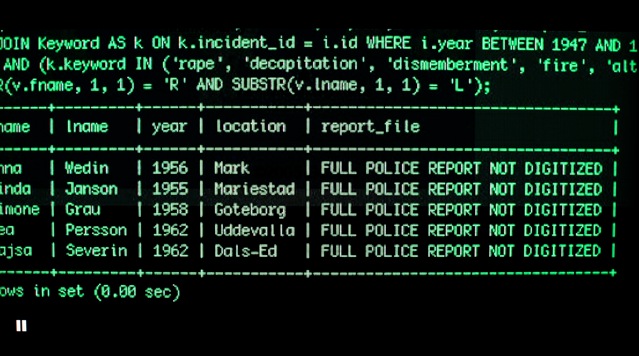 JOIN Keyword AS k ON k.incident_id = i.id WHERE i.year BETWEEN 1947 AND 1
AND (k.keyword IN ('rape', 'decapitation', 'dismemberment', 'fire', 'alt
R(v.fname, 1, 1) = 'R' AND SUBSTR(v.lname, 1, 1) = 'L');
name | lname | year | location | report_file |
nna | Wedin | 1956 | Mark | FULL POLICE REPORT NOT DIGITIZED |
inda | Janson | 1955 | Mariestad | FULL POLICE REPORT NOT DIGITIZED |
imone | Grau | 1958 | Goteborg | FULL POLICE REPORT NOT DIGITIZED |
ea | Persson | 1962 | Uddevalla | FULL POLICE REPORT NOT DIGITIZED |
ajsa | Severin | 1962 | Dals-Ed | FULL POLICE REPORT NOT DIGITIZED |
ows in set (0.00 sec)